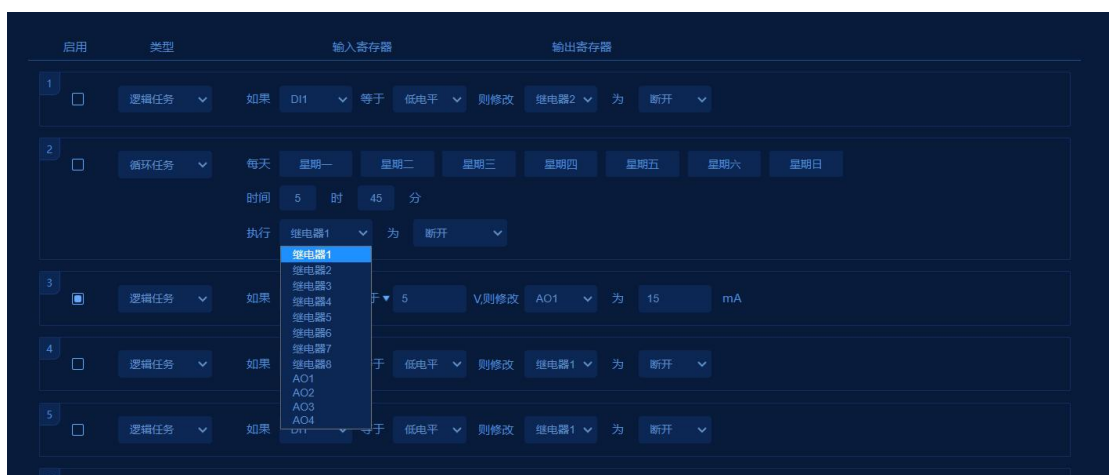 启用 类型 输入寄存器 输出寄存器
1
逻辑任务 如果 DI1 等于 低电平 则修改 继电器2 为 断开
2
循环任务 每天 星期一 星期二 星期三 星期四 星期五 星期六 星期日
时间 5 时 45 分
执行 继电器1 为 断开
继电器1
继电器2
继电器3
继电器4
继电器5
继电器6
继电器7
继电器8
AO1
AO2
AO3
AO4
3
逻辑任务 如果 于 5 V,则修改 AO1 为 15 mA
4
逻辑任务 如果 于 低电平 则修改 继电器1 为 断开
5
逻辑任务 如果 DI1 等于 低电平 则修改 继电器1 为 断开